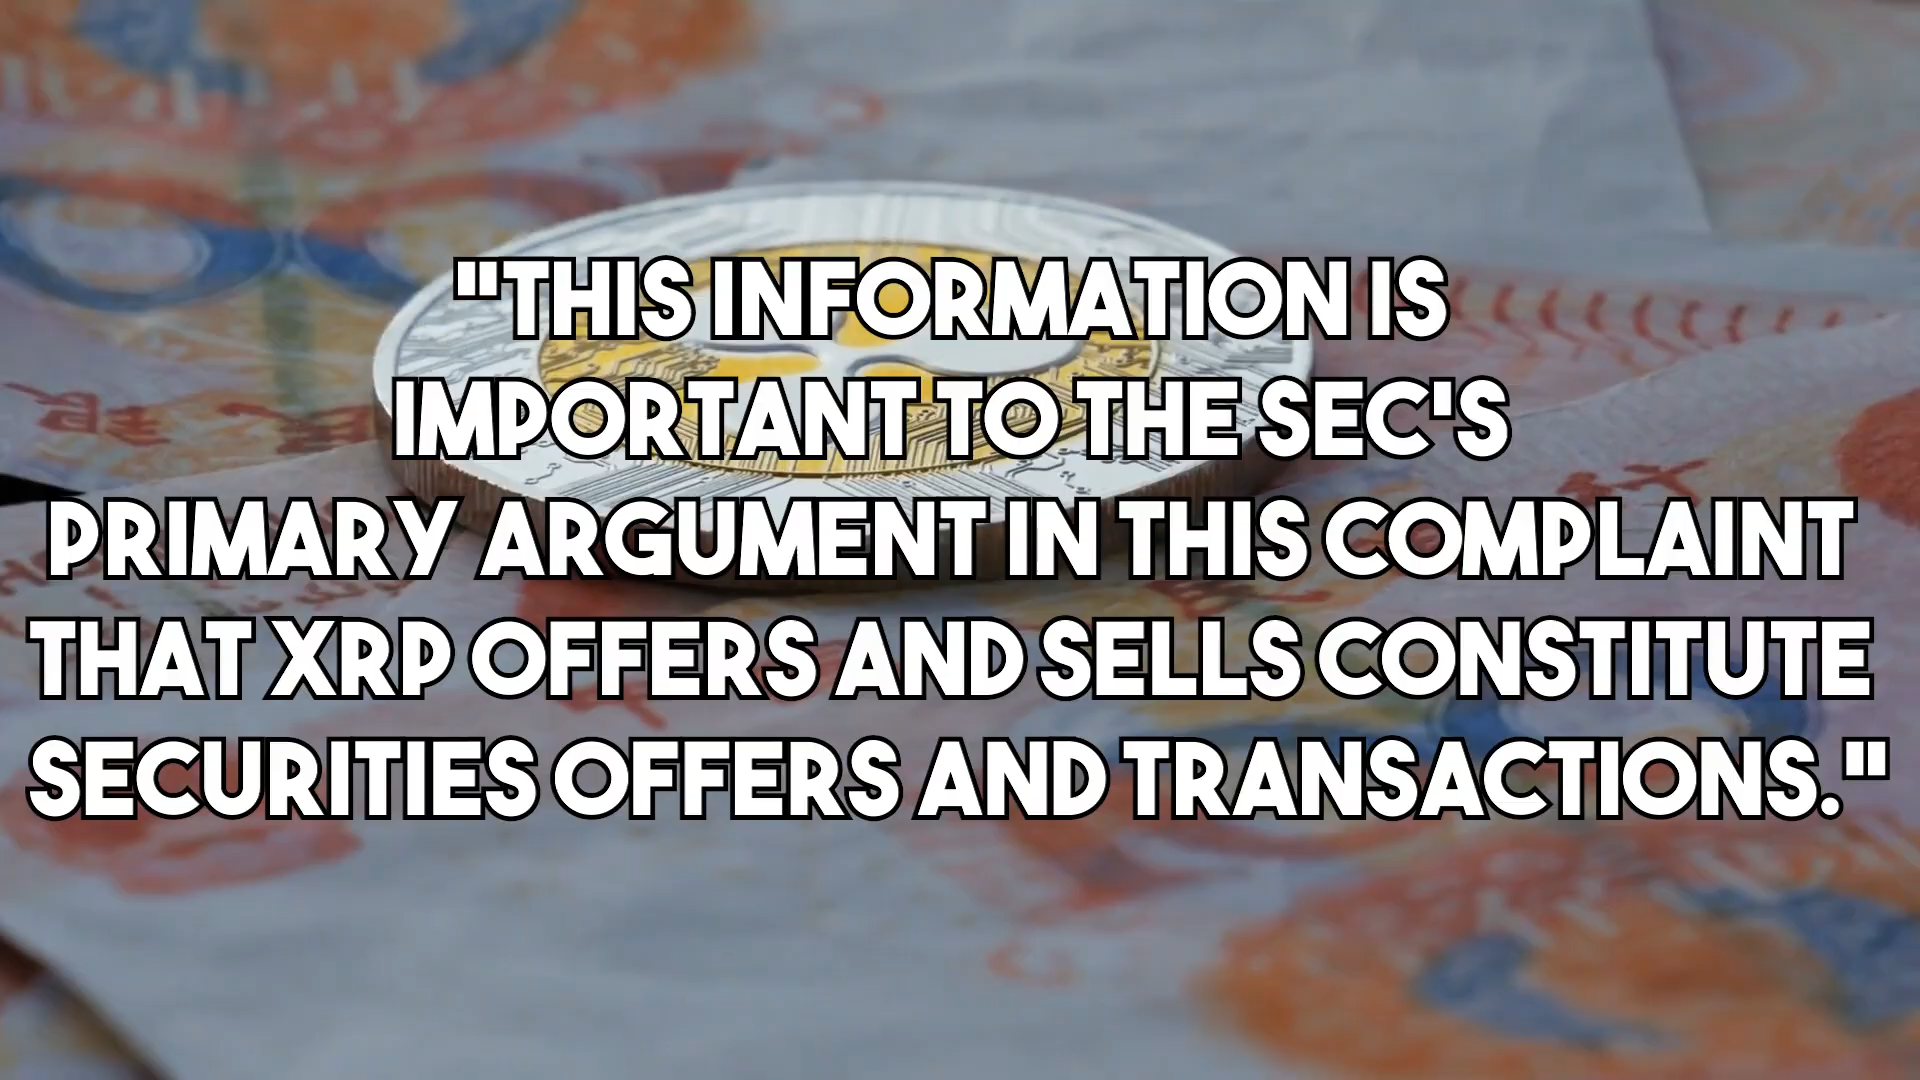 "THIS INFORMATION IS
IMPORTANT TO THE SEC'S
PRIMARY ARGUMENT IN THIS COMPLAINT
THAT XRP OFFERS AND SELLS CONSTITUTE
SECURITIES OFFERS AND TRANSACTIONS."